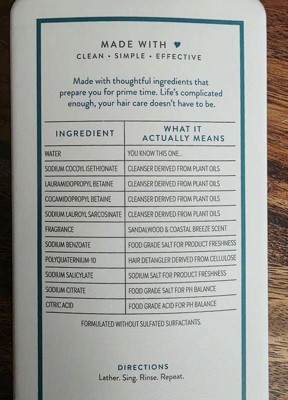 MADE WITH ♥
CLEAN • SIMPLE • EFFECTIVE
Made with thoughtful ingredients that
prepare you for prime time. Life's complicated
enough, your hair care doesn't have to be.
INGREDIENT WHAT IT
ACTUALLY MEANS
WATER YOU KNOW THIS ONE...
SODIUM COCOYL ISETHIONATE CLEANSER DERIVED FROM PLANT OILS
LAURAMIDOPROPYL BETAINE CLEANSER DERIVED FROM PLANT OILS
COCAMIDOPROPYL BETAINE CLEANSER DERIVED FROM PLANT OILS
SODIUM LAUROYL SARCOSINATE CLEANSER DERIVED FROM PLANT OILS
FRAGRANCE SANDALWOOD & COASTAL BREEZE SCENT
SODIUM BENZOATE FOOD GRADE SALT FOR PRODUCT FRESHNESS
POLYQUATERNIUM-10 HAIR DETANGLER DERIVED FROM CELLULOSE
SODIUM SALICYLATE SODIUM SALT FOR PRODUCT FRESHNESS
SODIUM CITRATE FOOD GRADE SALT FOR PH BALANCE
CITRIC ACID FOOD GRADE ACID FOR PH BALANCE
FORMULATED WITHOUT SULFATED SURFACTANTS.
DIRECTIONS
Lather. Sing. Rinse. Repeat.